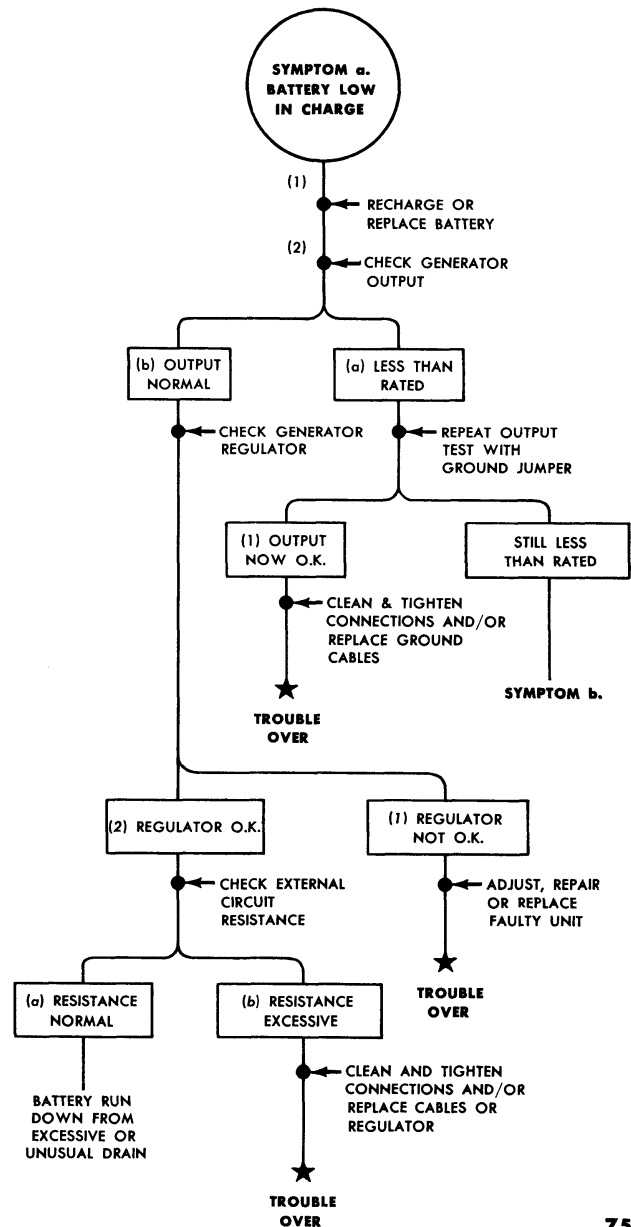 SYMPTOM a.
BATTERY LOW
IN CHARGE
(1)
RECHARGE OR
REPLACE BATTERY
(2)
CHECK GENERATOR
OUTPUT
(b) OUTPUT
NORMAL
(a) LESS THAN
RATED
CHECK GENERATOR
REGULATOR
REPEAT OUTPUT
TEST WITH
GROUND JUMPER
(1) OUTPUT
NOW O.K.
STILL LESS
THAN RATED
CLEAN & TIGHTEN
CONNECTIONS AND/OR
REPLACE GROUND
CABLES
SYMPTOM b.
TROUBLE
OVER
(2) REGULATOR O.K.
(1) REGULATOR
NOT O.K.
CHECK EXTERNAL
CIRCUIT
RESISTANCE
ADJUST, REPAIR
OR REPLACE
FAULTY UNIT
TROUBLE
OVER
(a) RESISTANCE
NORMAL
(b) RESISTANCE
EXCESSIVE
BATTERY RUN
DOWN FROM
EXCESSIVE OR
UNUSUAL DRAIN
CLEAN AND TIGHTEN
CONNECTIONS AND/OR
REPLACE CABLES OR
REGULATOR
TROUBLE
OVER
75